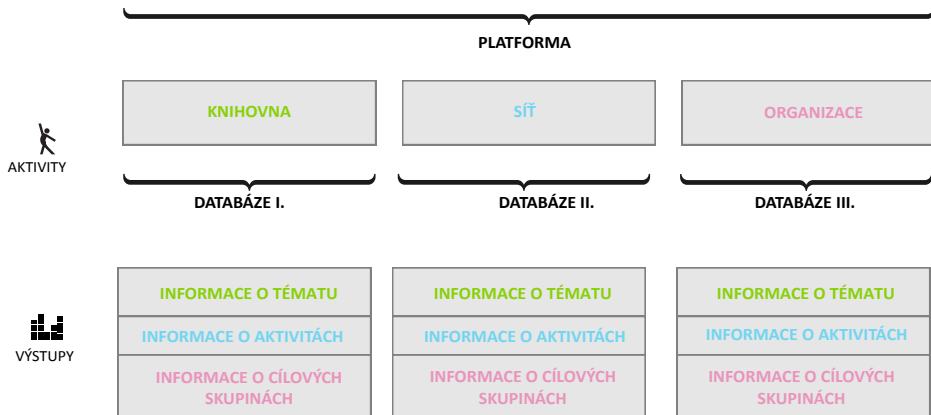 PLATFORMA
KNIHOVNA
SÍŤ
ORGANIZACE
AKTIVITY
DATABÁZE I.
DATABÁZE II.
DATABÁZE III.
INFORMACE O TÉMATU
INFORMACE O TÉMATU
INFORMACE O TÉMATU
INFORMACE O AKTIVITÁCH
INFORMACE O AKTIVITÁCH
INFORMACE O AKTIVITÁCH
VÝSTUPY
INFORMACE O CÍLOVÝCH
SKUPINÁCH
INFORMACE O CÍLOVÝCH
SKUPINÁCH
INFORMACE O CÍLOVÝCH
SKUPINÁCH